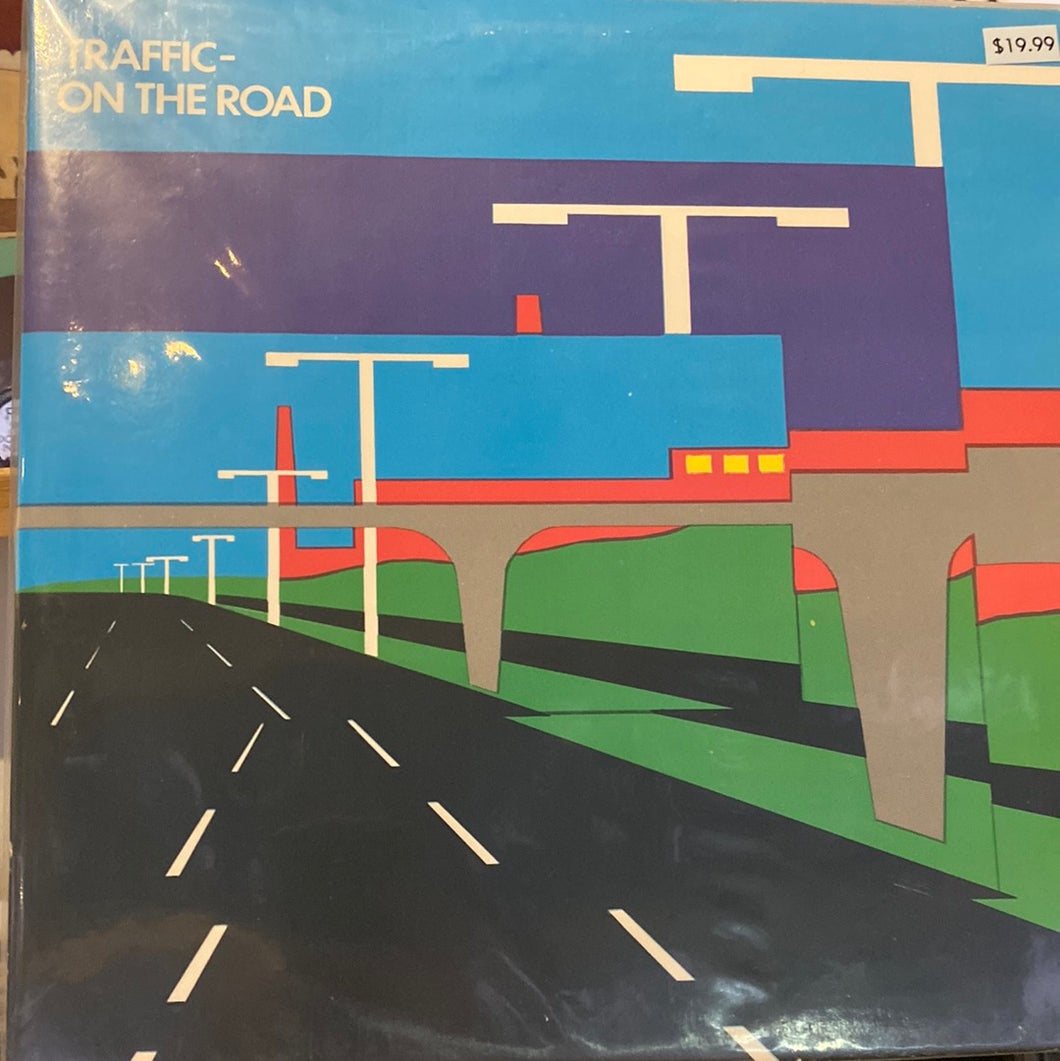 TRAFFIC-
ON THE ROAD
$19.99